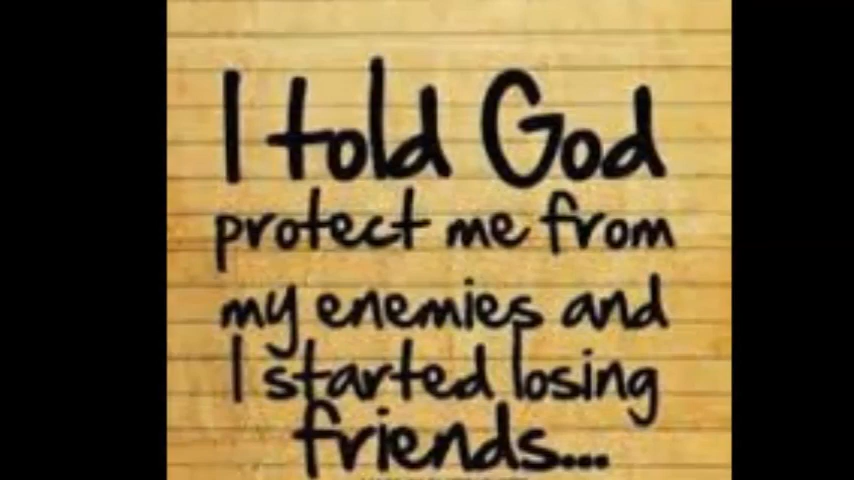 I told God
protect me from
my enemies and
I started losing
friends...